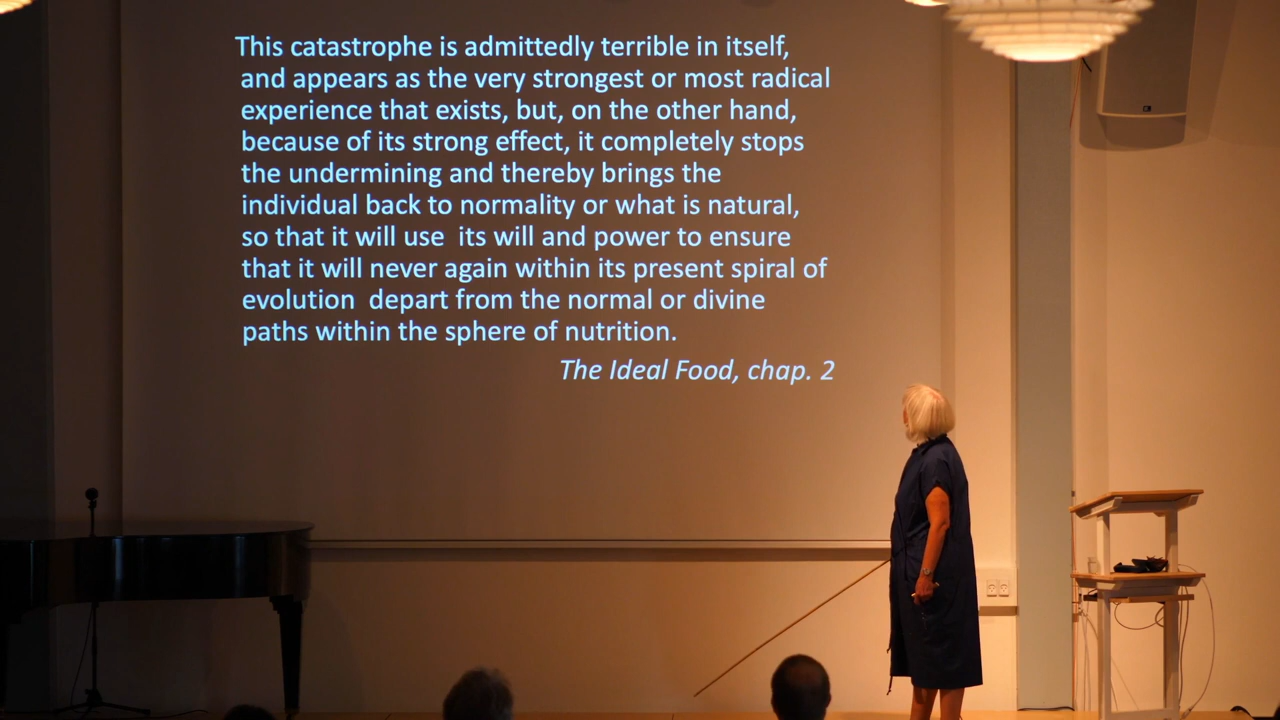 This catastrophe is admittedly terrible in itself,
and appears as the very strongest or most radical
experience that exists, but, on the other hand,
because of its strong effect, it completely stops
the undermining and thereby brings the
individual back to normality or what is natural,
so that it will use  its will and power to ensure
that it will never again within its present spiral of
evolution  depart from the normal or divine
paths within the sphere of nutrition.
The Ideal Food, chap. 2